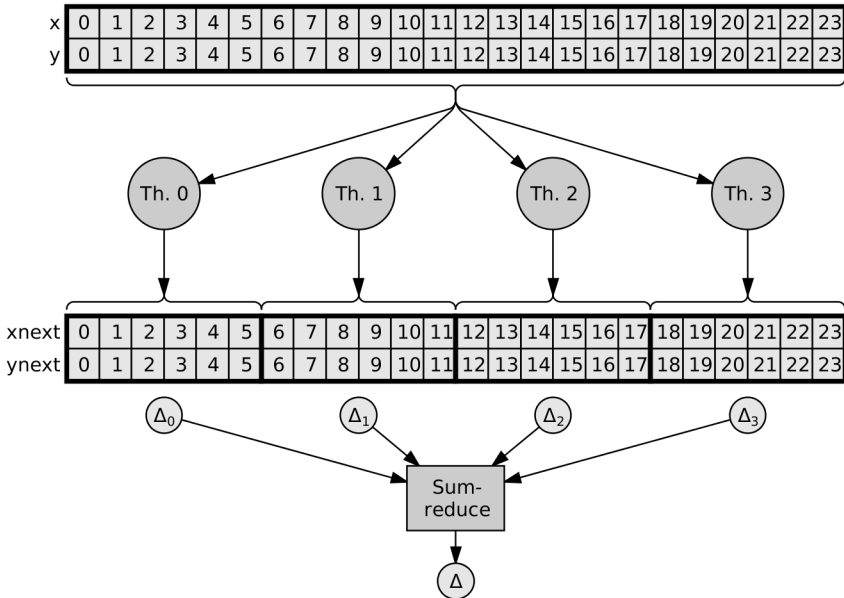 x 0 1 2 3 4 5 6 7 8 9 10 11 12 13 14 15 16 17 18 19 20 21 22 23
y 0 1 2 3 4 5 6 7 8 9 10 11 12 13 14 15 16 17 18 19 20 21 22 23
Th. 0 Th. 1 Th. 2 Th. 3
xnext 0 1 2 3 4 5 6 7 8 9 10 11 12 13 14 15 16 17 18 19 20 21 22 23
ynext 0 1 2 3 4 5 6 7 8 9 10 11 12 13 14 15 16 17 18 19 20 21 22 23
Δ₀ Δ₁ Δ₂ Δ₃
Sum-
reduce
Δ